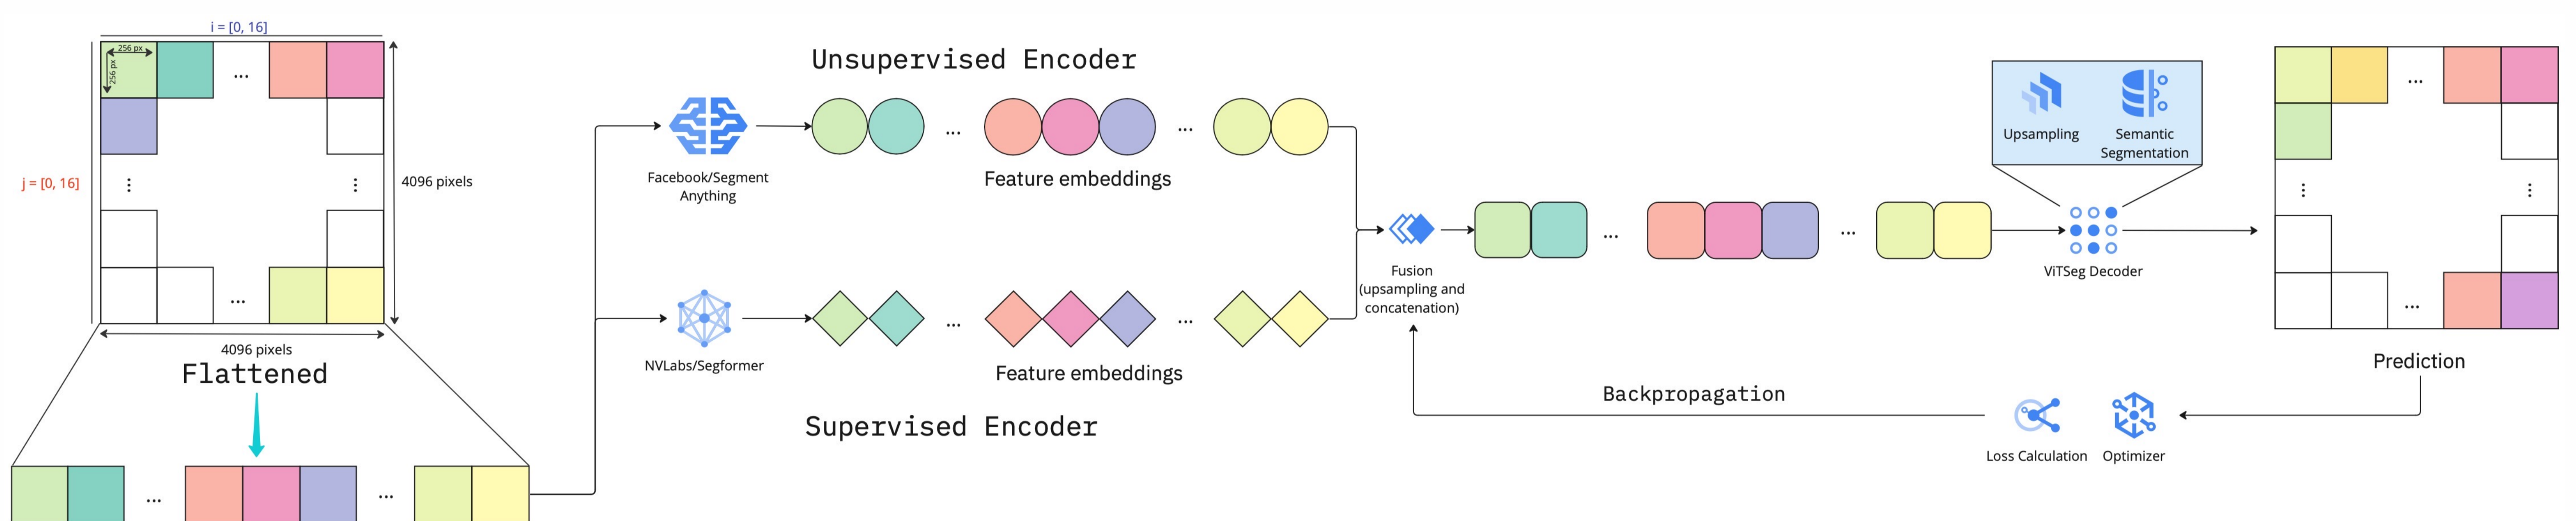 i = [0, 16]
256 px
256 px
...
j = [0, 16]
4096 pixels
...
4096 pixels
Flattened
...
...
Unsupervised Encoder
Facebook/Segment
Anything
...
...
Feature embeddings
NVLabs/Segformer
...
...
Feature embeddings
Supervised Encoder
Fusion
(upsampling and
concatenation)
...
...
Upsampling
Semantic
Segmentation
ViTSeg Decoder
...
...
Prediction
Backpropagation
Loss Calculation
Optimizer